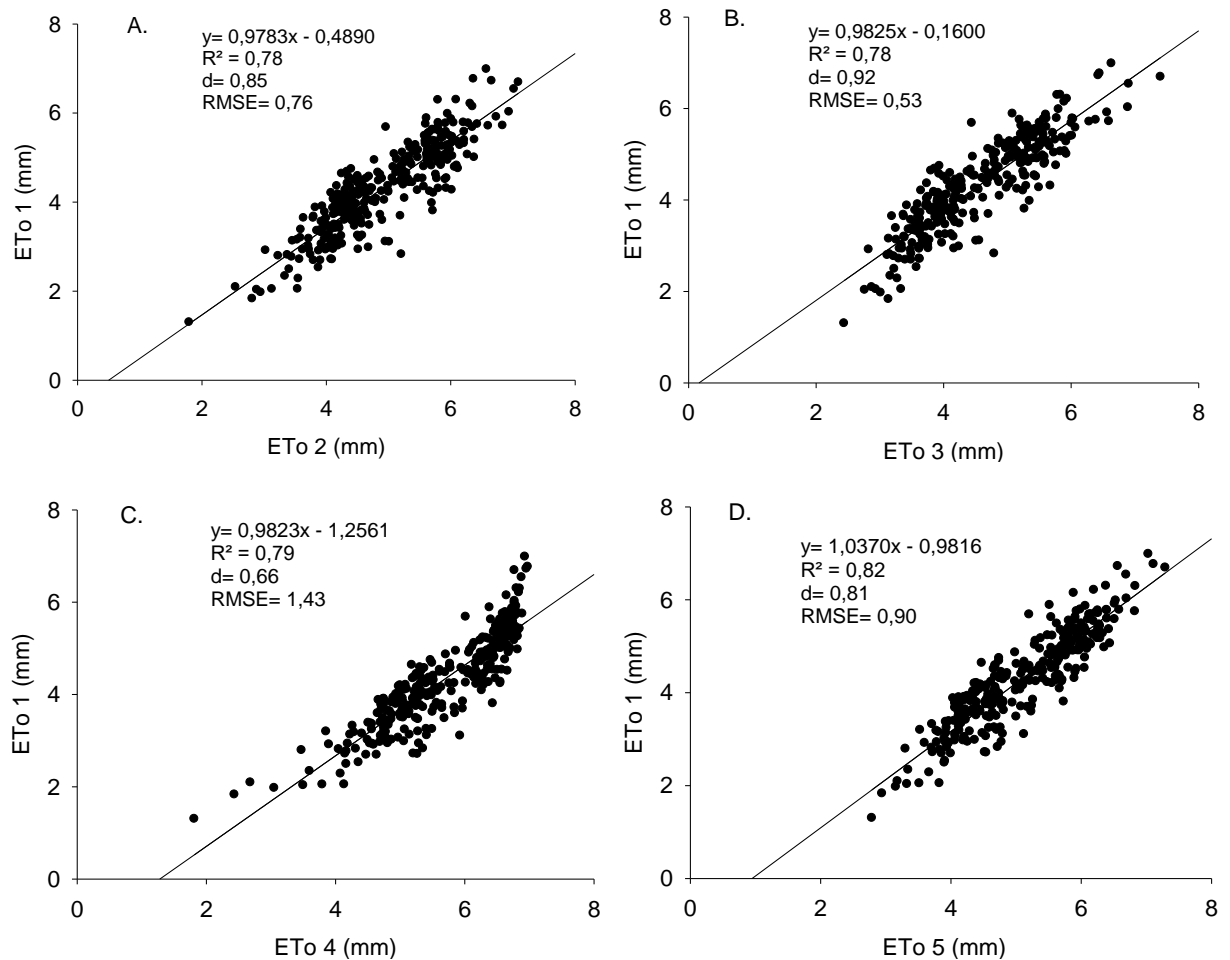 A.
y= 0,9783x - 0,4890
R² = 0,78
d= 0,85
RMSE= 0,76
8
6
4
2
0
ETo 1 (mm)
0 2 4 6 8
ETo 2 (mm)
B.
y= 0,9825x - 0,1600
R² = 0,78
d= 0,92
RMSE= 0,53
8
6
4
2
0
ETo 1 (mm)
0 2 4 6 8
ETo 3 (mm)
C.
y= 0,9823x - 1,2561
R² = 0,79
d= 0,66
RMSE= 1,43
8
6
4
2
0
ETo 1 (mm)
0 2 4 6 8
ETo 4 (mm)
D.
y= 1,0370x - 0,9816
R² = 0,82
d= 0,81
RMSE= 0,90
8
6
4
2
0
ETo 1 (mm)
0 2 4 6 8
ETo 5 (mm)